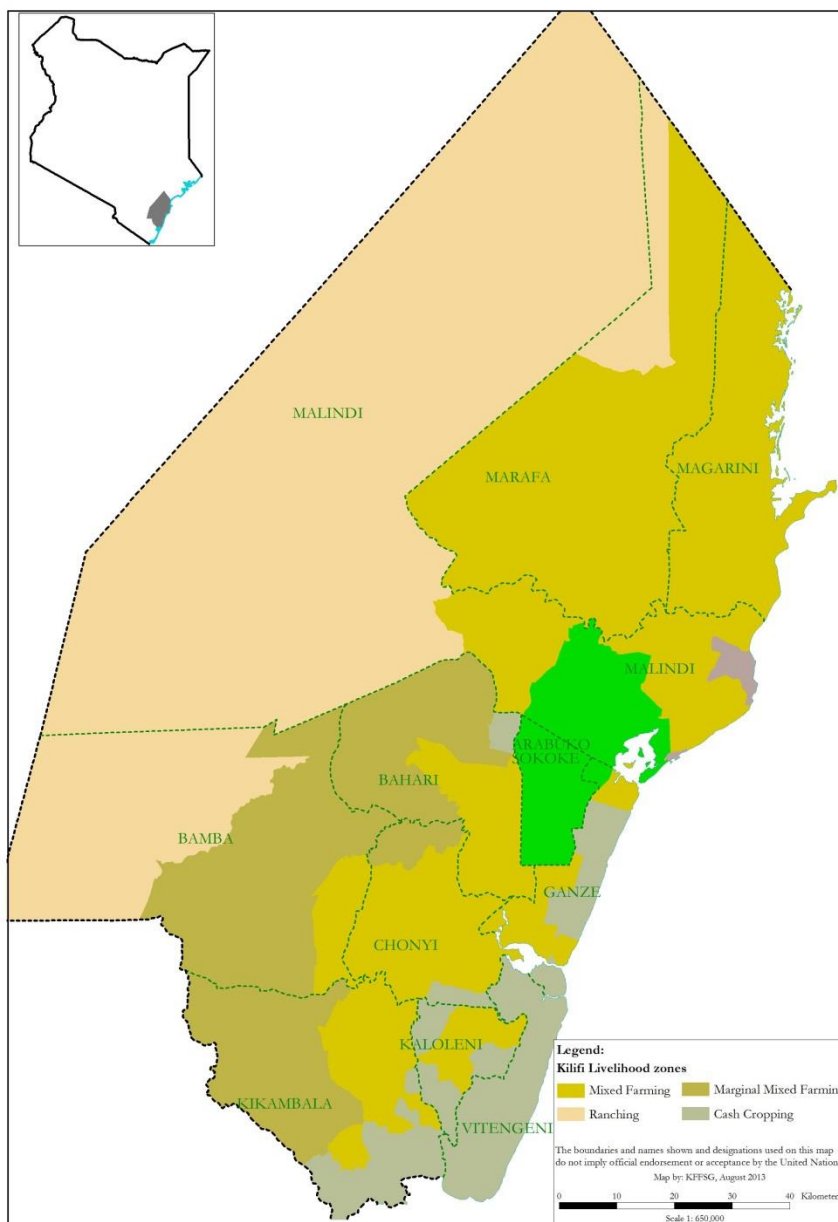 MALINDI
MARAFA
MAGARINI
MALINDI
ARABUKO
SOKOKE
BAHARI
BAMBA
GANZE
CHONYI
KALOLENI
KIKAMBALA
VITENGENI
Legend:
Kilifi Livelihood zones
Mixed Farming
Marginal Mixed Farmin
Ranching
Cash Cropping
The boundaries and names shown and designations used on this map
do not imply official endorsement or acceptance by the United Nation
Map by: KFFSG, August 2013
0 10 20 30 40 Kilometer
Scale 1: 650,000